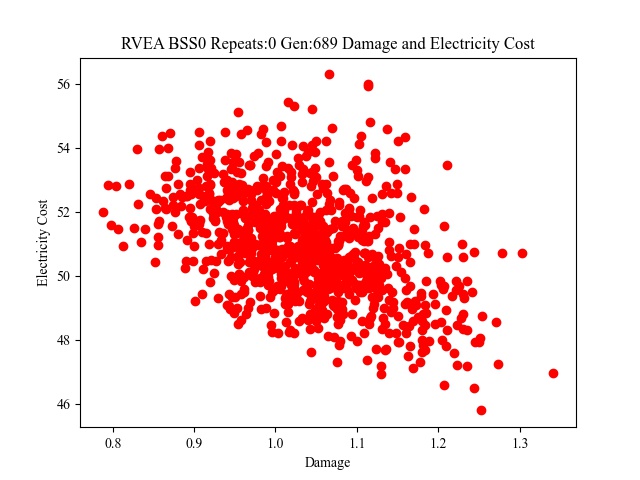 RVEA BSS0 Repeats:0 Gen:689 Damage and Electricity Cost
56
54
52
50
48
46
Electricity Cost
0.8 0.9 1.0 1.1 1.2 1.3
Damage